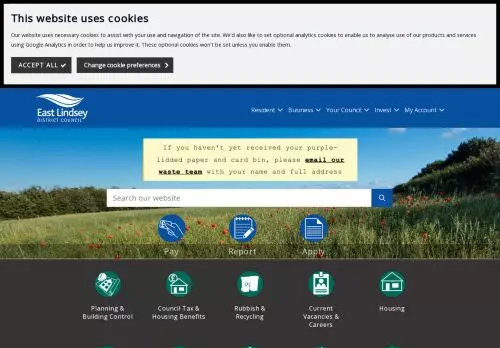 This website uses cookies
Our website uses necessary cookies to assist with your use and navigation of the site. We'd also like to set optional analytics cookies to enable us to analyse use of our products and services
using Google Analytics in order to help us improve it. These optional cookies won't be set unless you enable them.
ACCEPT ALL
Change cookie preferences
East Lindsey
DISTRICT COUNCIL
Resident
Business
Your Council
Invest
My Account
If you haven't yet received your purple-
lidded paper and card bin, please email our
waste team with your name and full address
Search our website
Pay
Report
Apply
Planning &
Building Control
Council Tax &
Housing Benefits
Rubbish &
Recycling
Current
Vacancies &
Careers
Housing